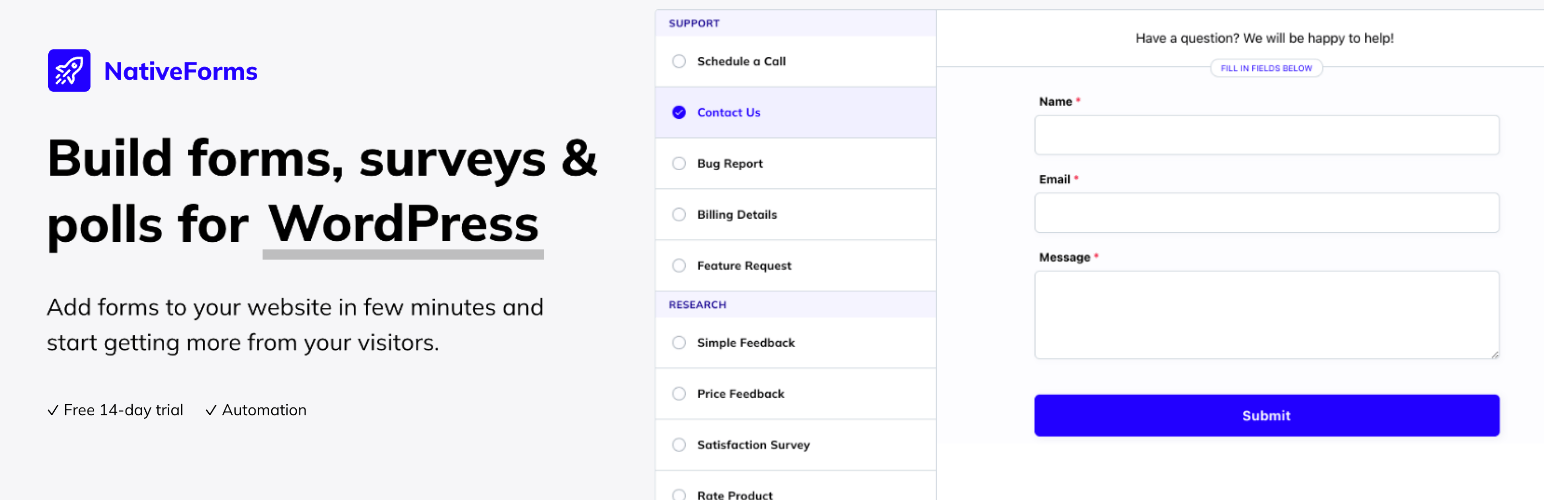 NativeForms
Build forms, surveys &
polls for WordPress
Add forms to your website in few minutes and
start getting more from your visitors.
✓ Free 14-day trial ✓ Automation
SUPPORT
Schedule a Call
Contact Us
Bug Report
Billing Details
Feature Request
RESEARCH
Simple Feedback
Price Feedback
Satisfaction Survey
Rate Product
Have a question? We will be happy to help!
FILL IN FIELDS BELOW
Name *
Email *
Message *
Submit